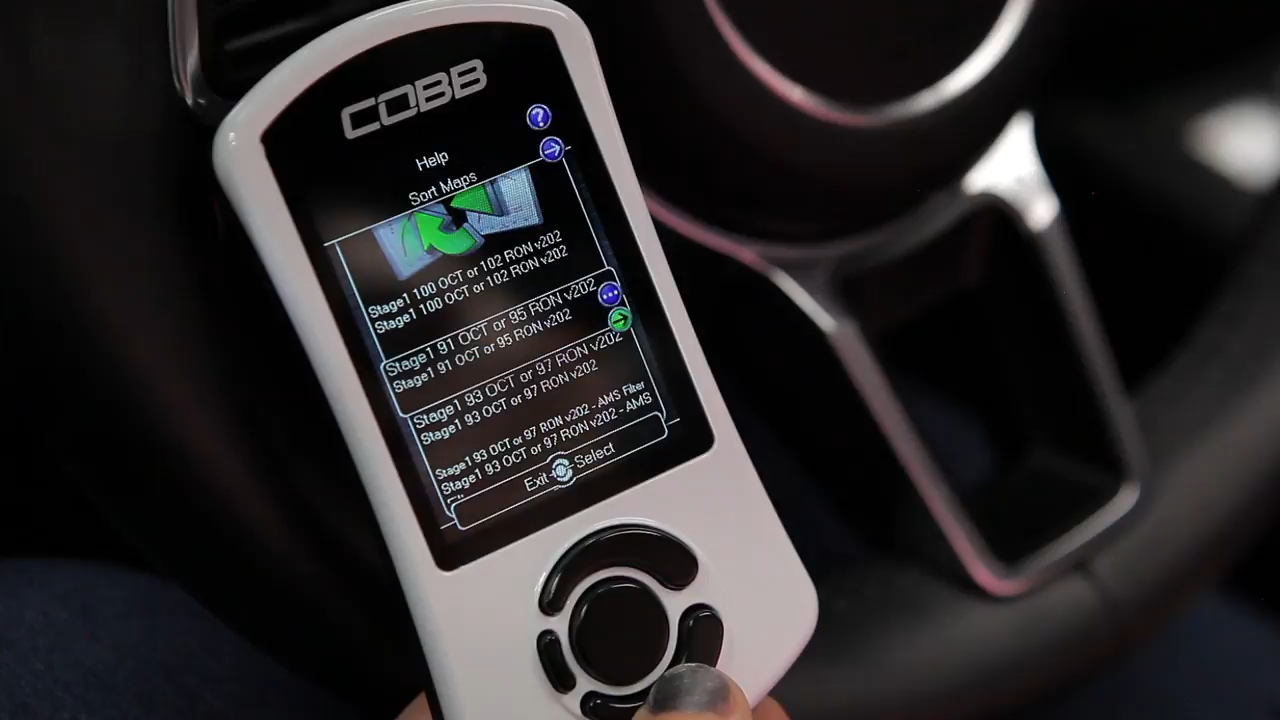 COBB
?
Help
Sort Maps
Stage1 100 OCT or 102 RON v202
Stage1 100 OCT or 102 RON v202
Stage1 91 OCT or 95 RON v202
Stage1 91 OCT or 95 RON v202
Stage1 93 OCT or 97 RON v202
Stage1 93 OCT or 97 RON v202
Stage1 93 OCT or 97 RON v202 - AMS Filter
Stage1 93 OCT or 97 RON v202 - AMS
Exit Select